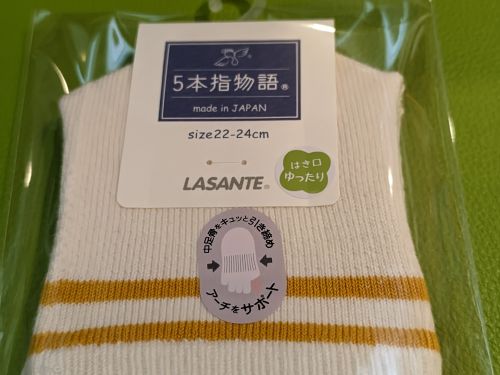 5本指物語®
made in JAPAN
size22-24cm
LASANTE®
はき口
ゆったり
中足骨をキュッと引き締め
アーチをサポート